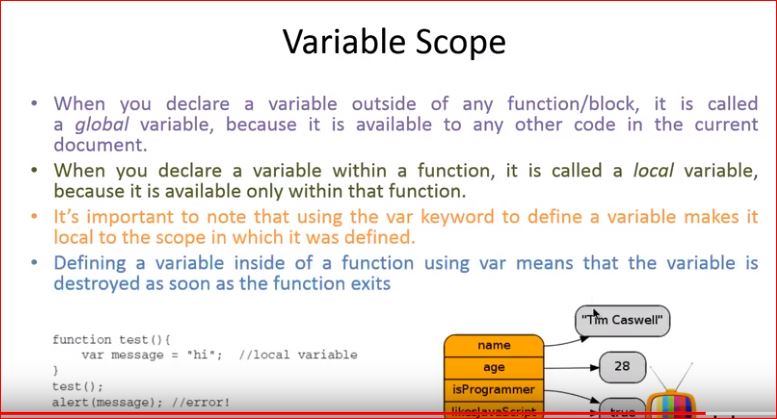 Variable Scope
• When you declare a variable outside of any function/block, it is called
a global variable, because it is available to any other code in the current
document.
• When you declare a variable within a function, it is called a local variable,
because it is available only within that function.
• It's important to note that using the var keyword to define a variable makes it
local to the scope in which it was defined.
• Defining a variable inside of a function using var means that the variable is
destroyed as soon as the function exits
function test(){
var message = "hi"; //local variable
}
test();
alert(message); //error!
"Tim Caswell"
name
age
28
isProgrammer
likesJavaScript
true